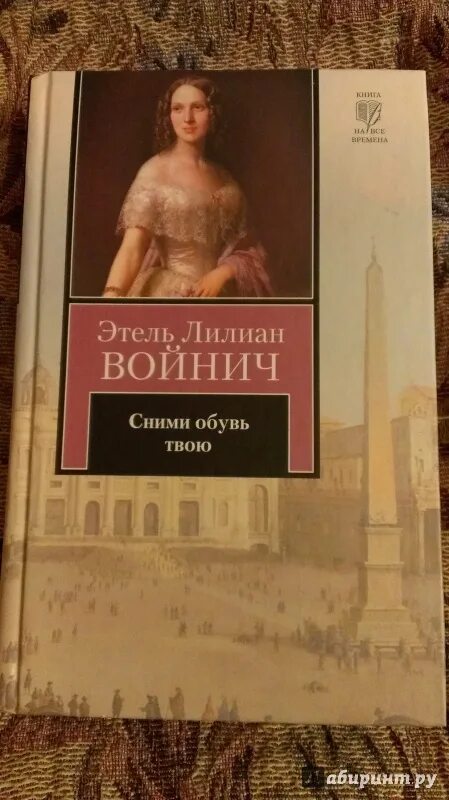 КНИГА
НА ВСЕ
ВРЕМЕНА
Этель Лилиан
ВОЙНИЧ
Сними обувь
твою
Лабиринт.ру